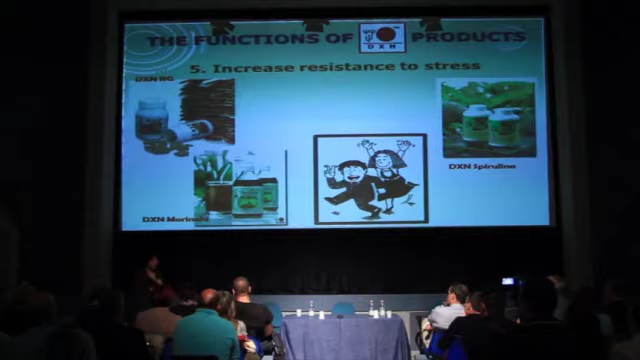 THE FUNCTIONS OF DXN PRODUCTS
5. Increase resistance to stress
DXN RG
DXN Spirulina
DXN Morinzhi